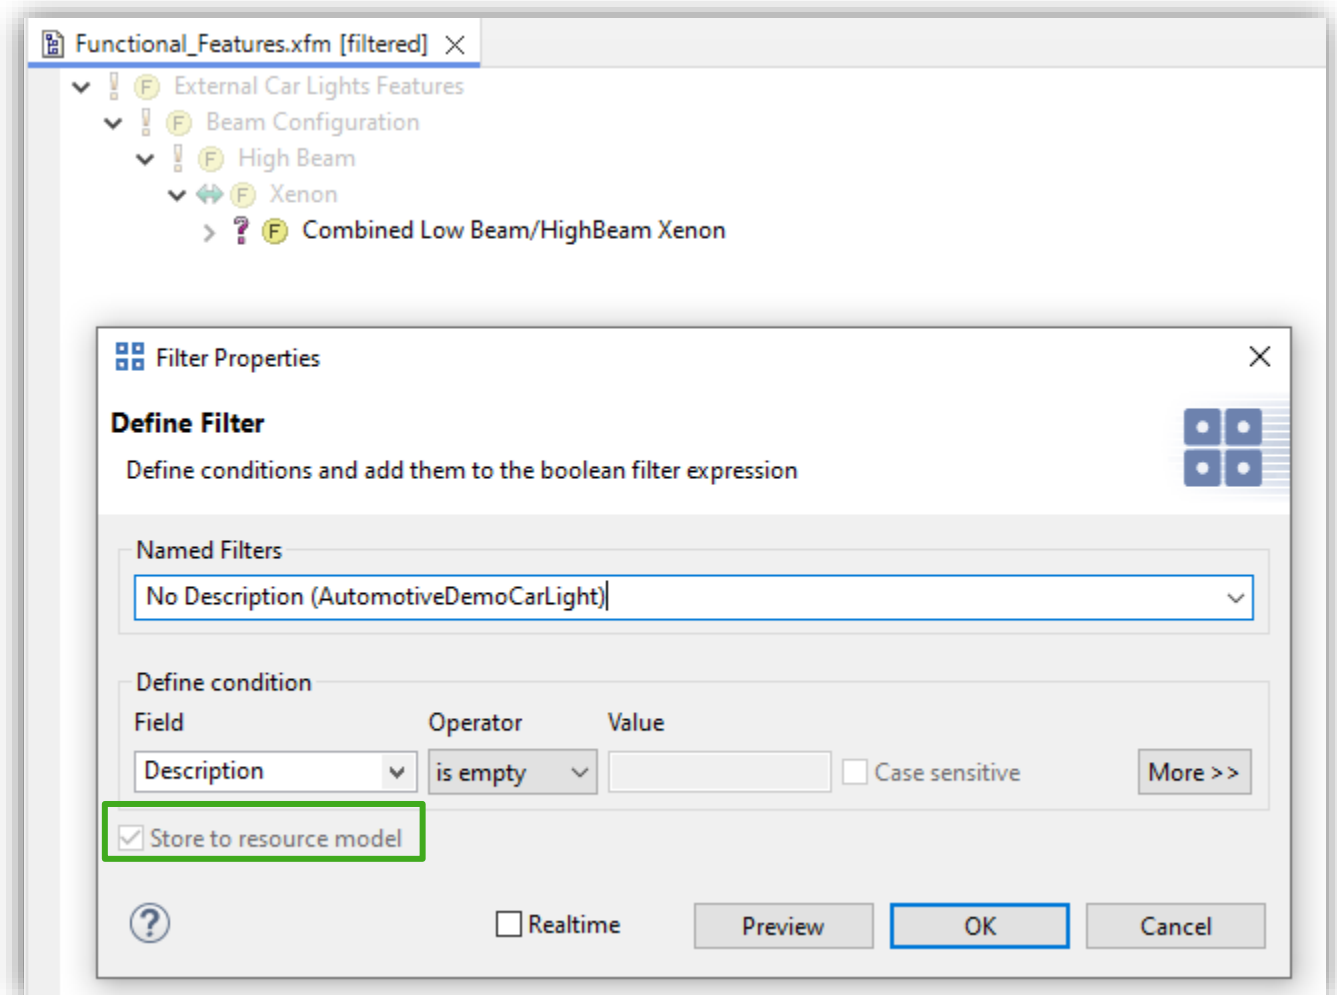 Functional_Features.xfm [filtered]
F External Car Lights Features
F Beam Configuration
F High Beam
F Xenon
? F Combined Low Beam/HighBeam Xenon
Filter Properties
Define Filter
Define conditions and add them to the boolean filter expression
Named Filters
No Description (AutomotiveDemoCarLight)
Define condition
Field Operator Value
Description is empty Case sensitive More >>
Store to resource model
? Realtime Preview OK Cancel